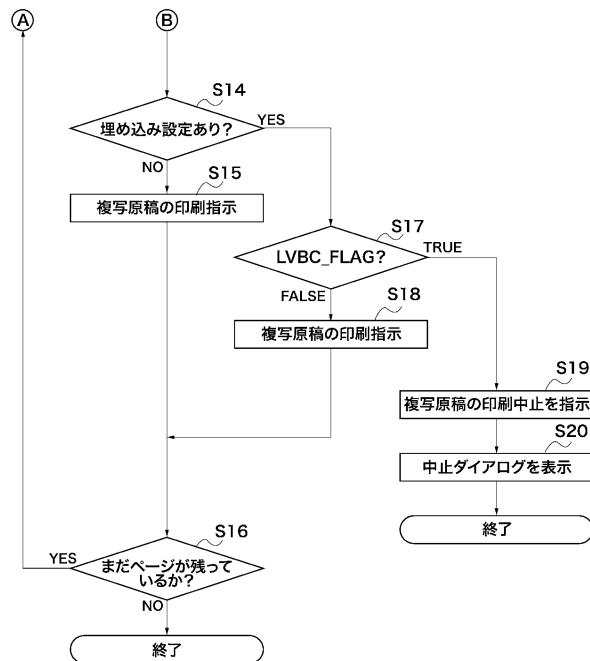 A
B
S14
埋め込み設定あり?
YES
NO
S15
複写原稿の印刷指示
S17
LVBC_FLAG?
TRUE
FALSE
S18
複写原稿の印刷指示
S19
複写原稿の印刷中止を指示
S20
中止ダイアログを表示
終了
S16
YES
まだページが残って
いるか?
NO
終了